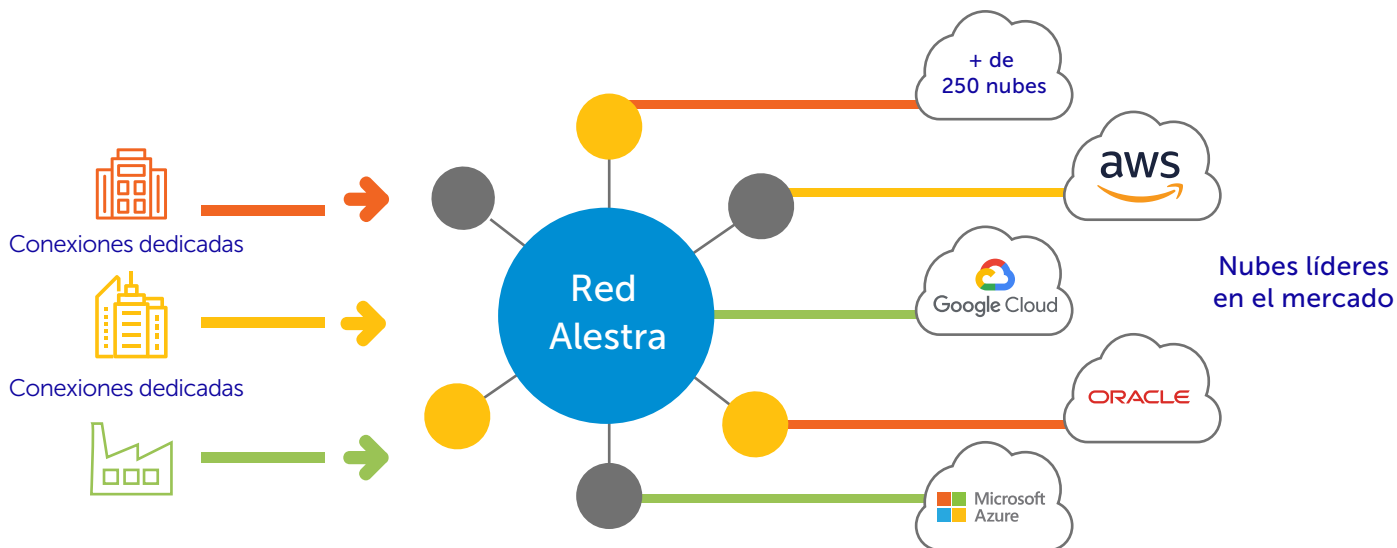 + de
250 nubes
aws
Conexiones dedicadas
Red
Alestra
Google Cloud
Nubes líderes
en el mercado
Conexiones dedicadas
ORACLE
Microsoft
Azure